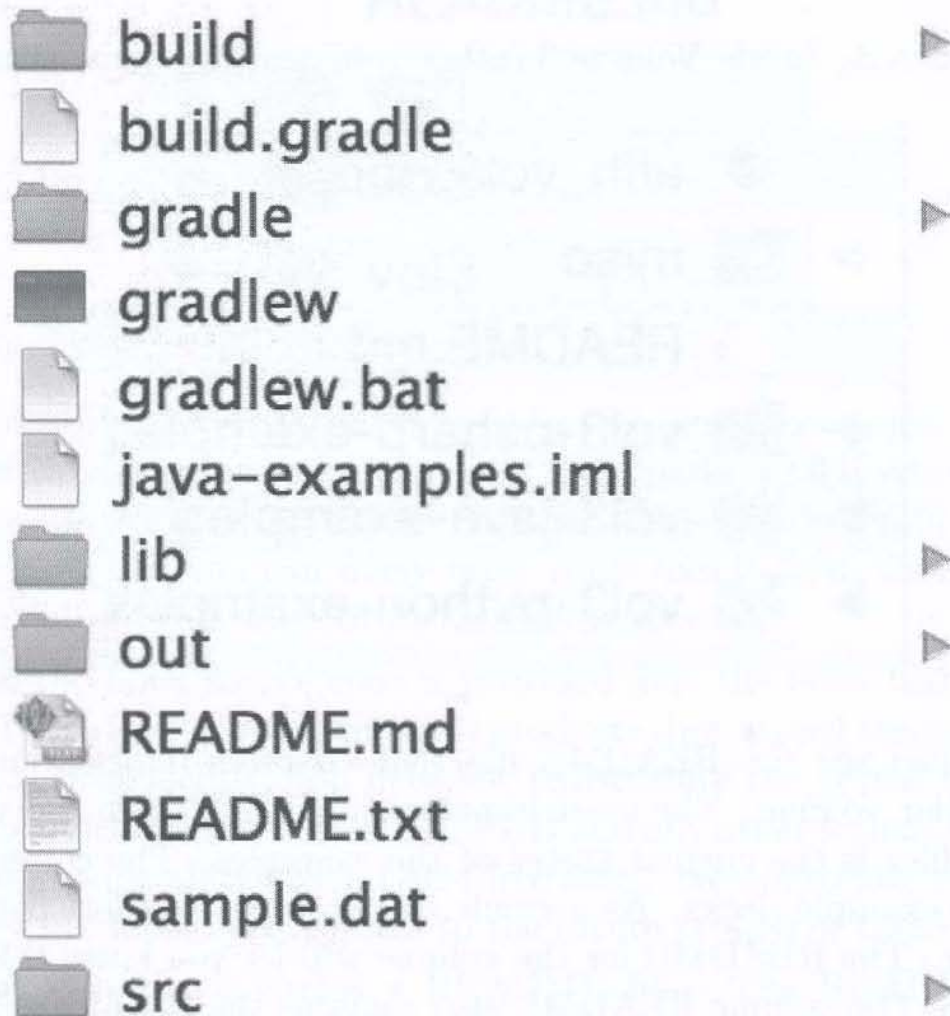 build
build.gradle
gradle
gradlew
gradlew.bat
java-examples.iml
lib
out
README.md
README.txt
sample.dat
src